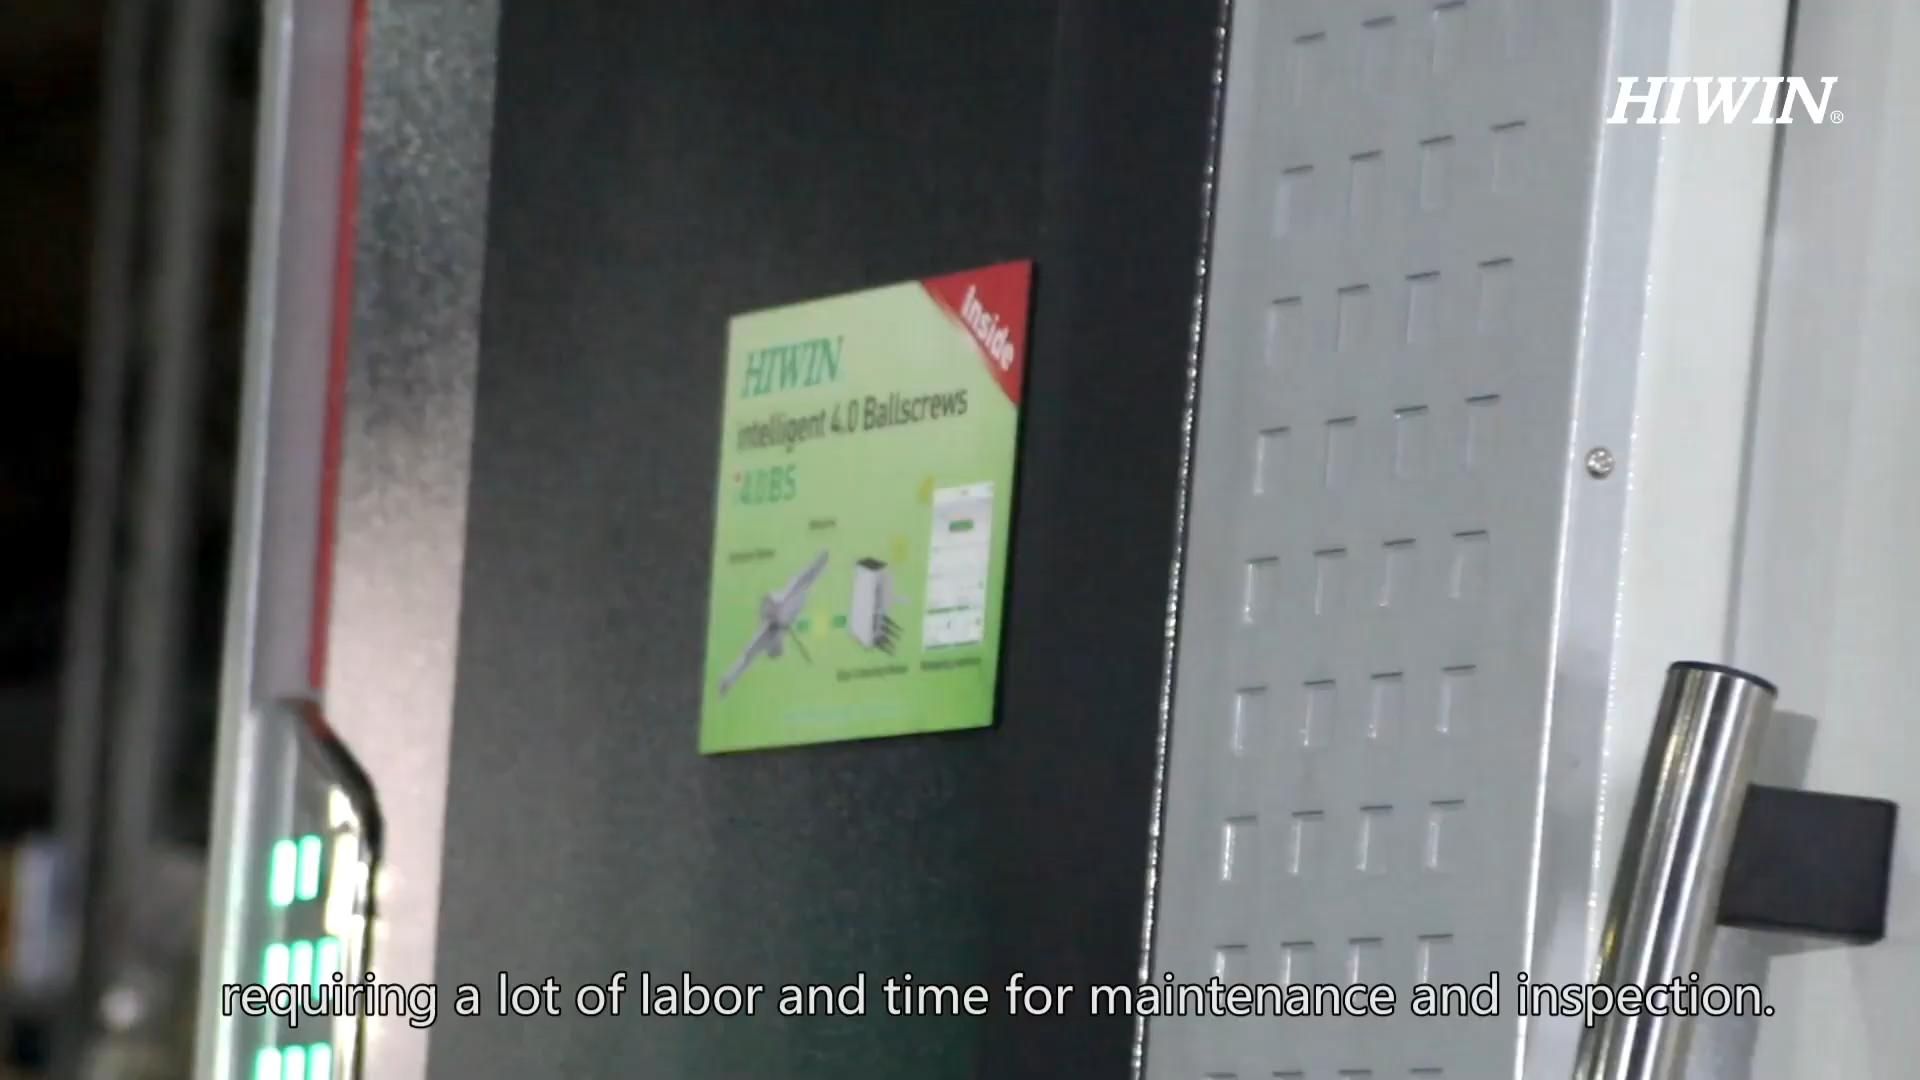 HIWIN®
Inside
HIWIN
intelligent 4.0 Ballscrews
i4.0BS
requiring a lot of labor and time for maintenance and inspection.